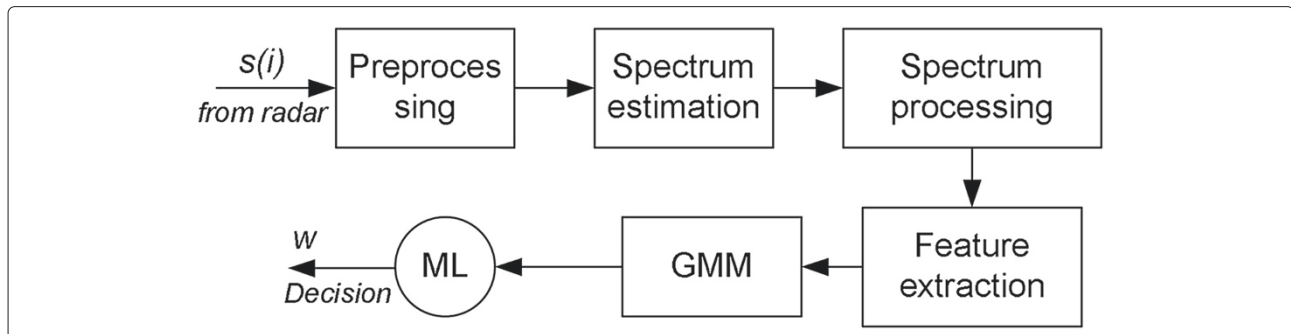 s(i)
from radar
Preproces
sing
Spectrum
estimation
Spectrum
processing
Feature
extraction
GMM
ML
w
Decision